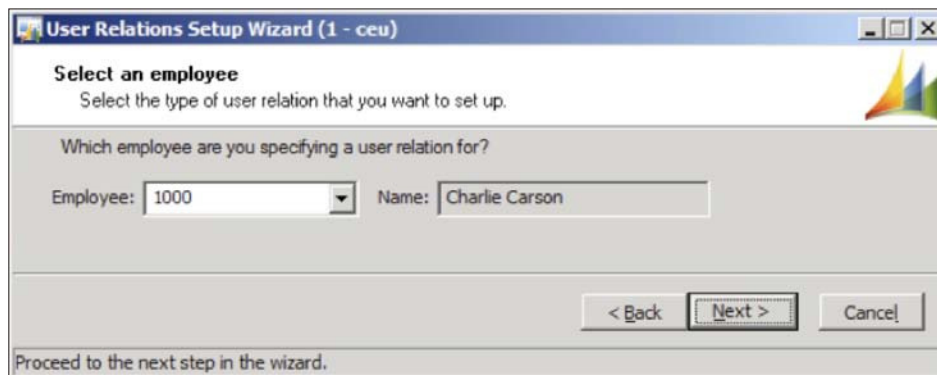 User Relations Setup Wizard (1 - ceu)
Select an employee
Select the type of user relation that you want to set up.
Which employee are you specifying a user relation for?
Employee: 1000 Name: Charlie Carson
< Back Next > Cancel
Proceed to the next step in the wizard.